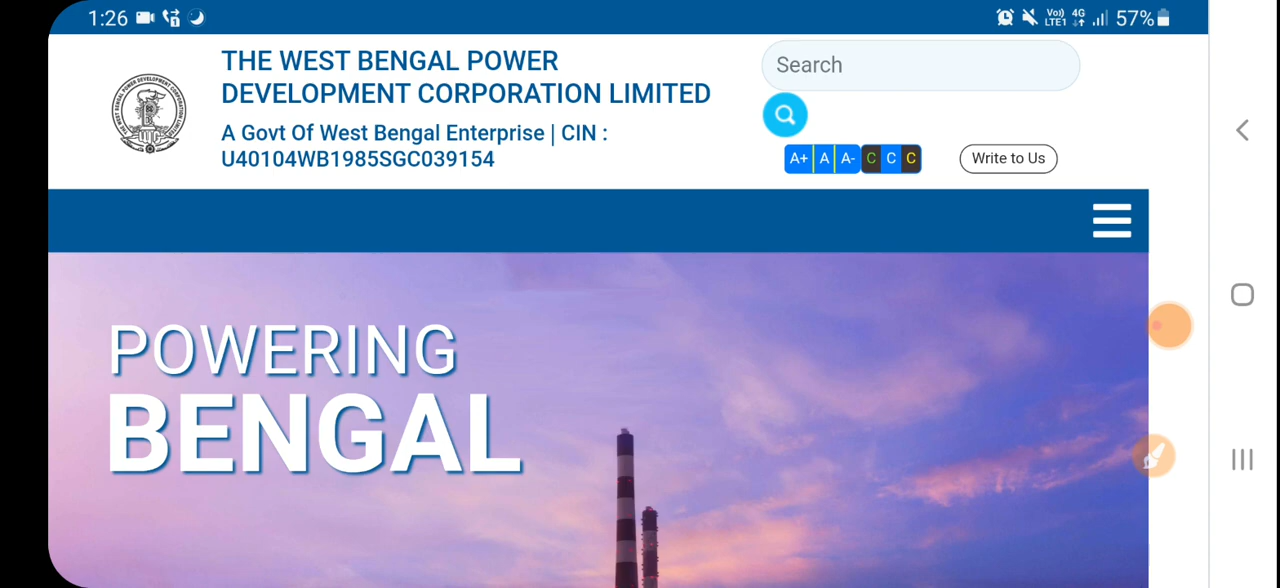 1:26
Vo)) 4G
LTE1
57%
THE WEST BENGAL POWER
DEVELOPMENT CORPORATION LIMITED
A Govt Of West Bengal Enterprise | CIN :
U40104WB1985SGC039154
Search
A+ A A- C C C
Write to Us
POWERING
BENGAL